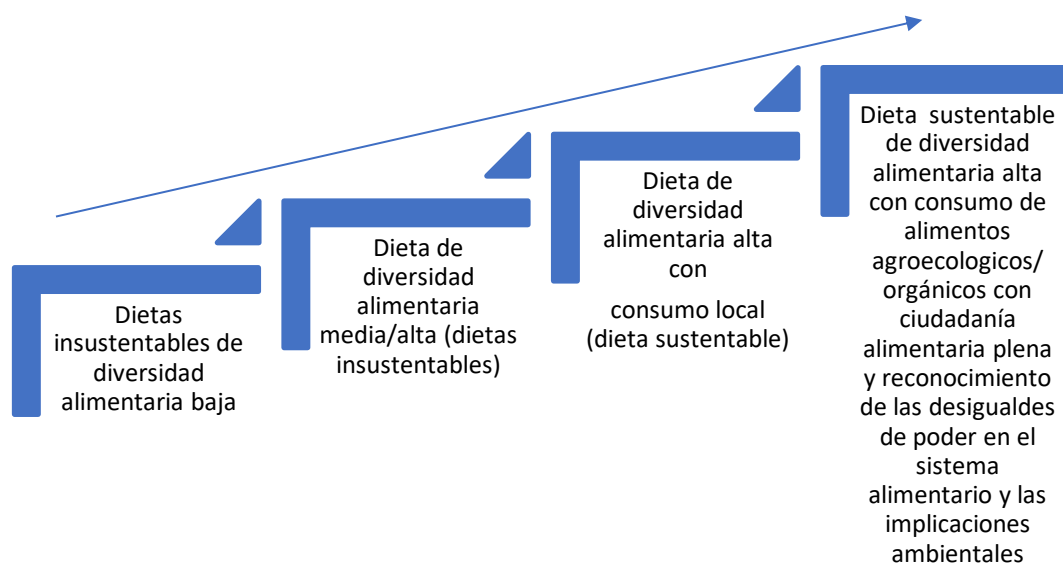 Dietas
insustentables de
diversidad
alimentaria baja
Dieta de
diversidad
alimentaria
media/alta (dietas
insustentables)
Dieta de
diversidad
alimentaria alta
con
consumo local
(dieta sustentable)
Dieta sustentable
de diversidad
alimentaria alta
con consumo de
alimentos
agroecologicos/
orgánicos con
ciudadanía
alimentaria plena
y reconocimiento
de las desigualdes
de poder en el
sistema
alimentario y las
implicaciones
ambientales